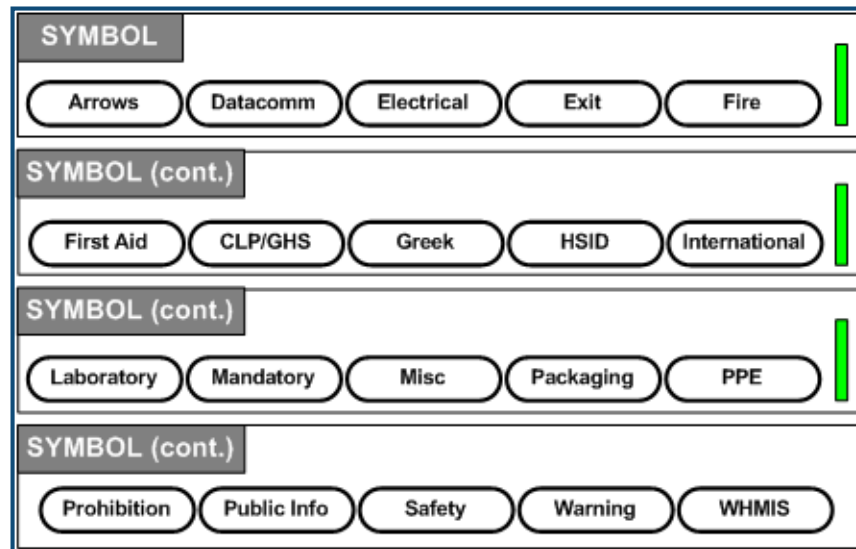 SYMBOL
Arrows Datacomm Electrical Exit Fire
SYMBOL (cont.)
First Aid CLP/GHS Greek HSID International
SYMBOL (cont.)
Laboratory Mandatory Misc Packaging PPE
SYMBOL (cont.)
Prohibition Public Info Safety Warning WHMIS